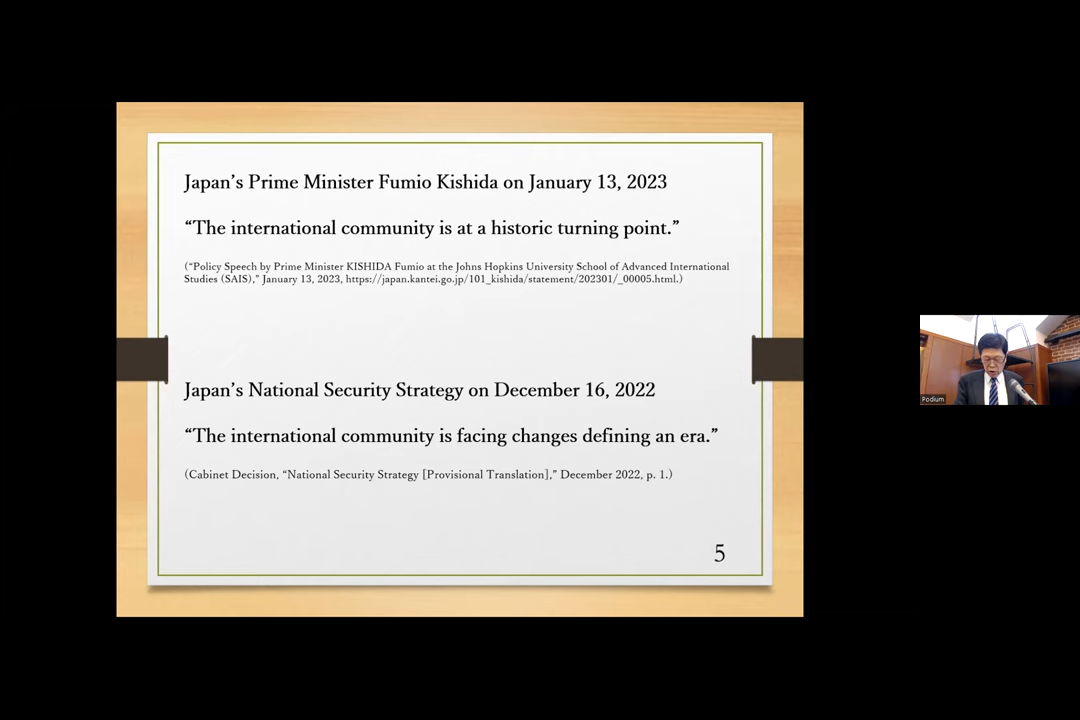 Japan’s Prime Minister Fumio Kishida on January 13, 2023
“The international community is at a historic turning point.”
(“Policy Speech by Prime Minister KISHIDA Fumio at the Johns Hopkins University School of Advanced International
Studies (SAIS),” January 13, 2023, https://japan.kantei.go.jp/101_kishida/statement/202301/_00005.html.)
Japan’s National Security Strategy on December 16, 2022
“The international community is facing changes defining an era.”
(Cabinet Decision, “National Security Strategy [Provisional Translation],” December 2022, p. 1.)
5
Podium